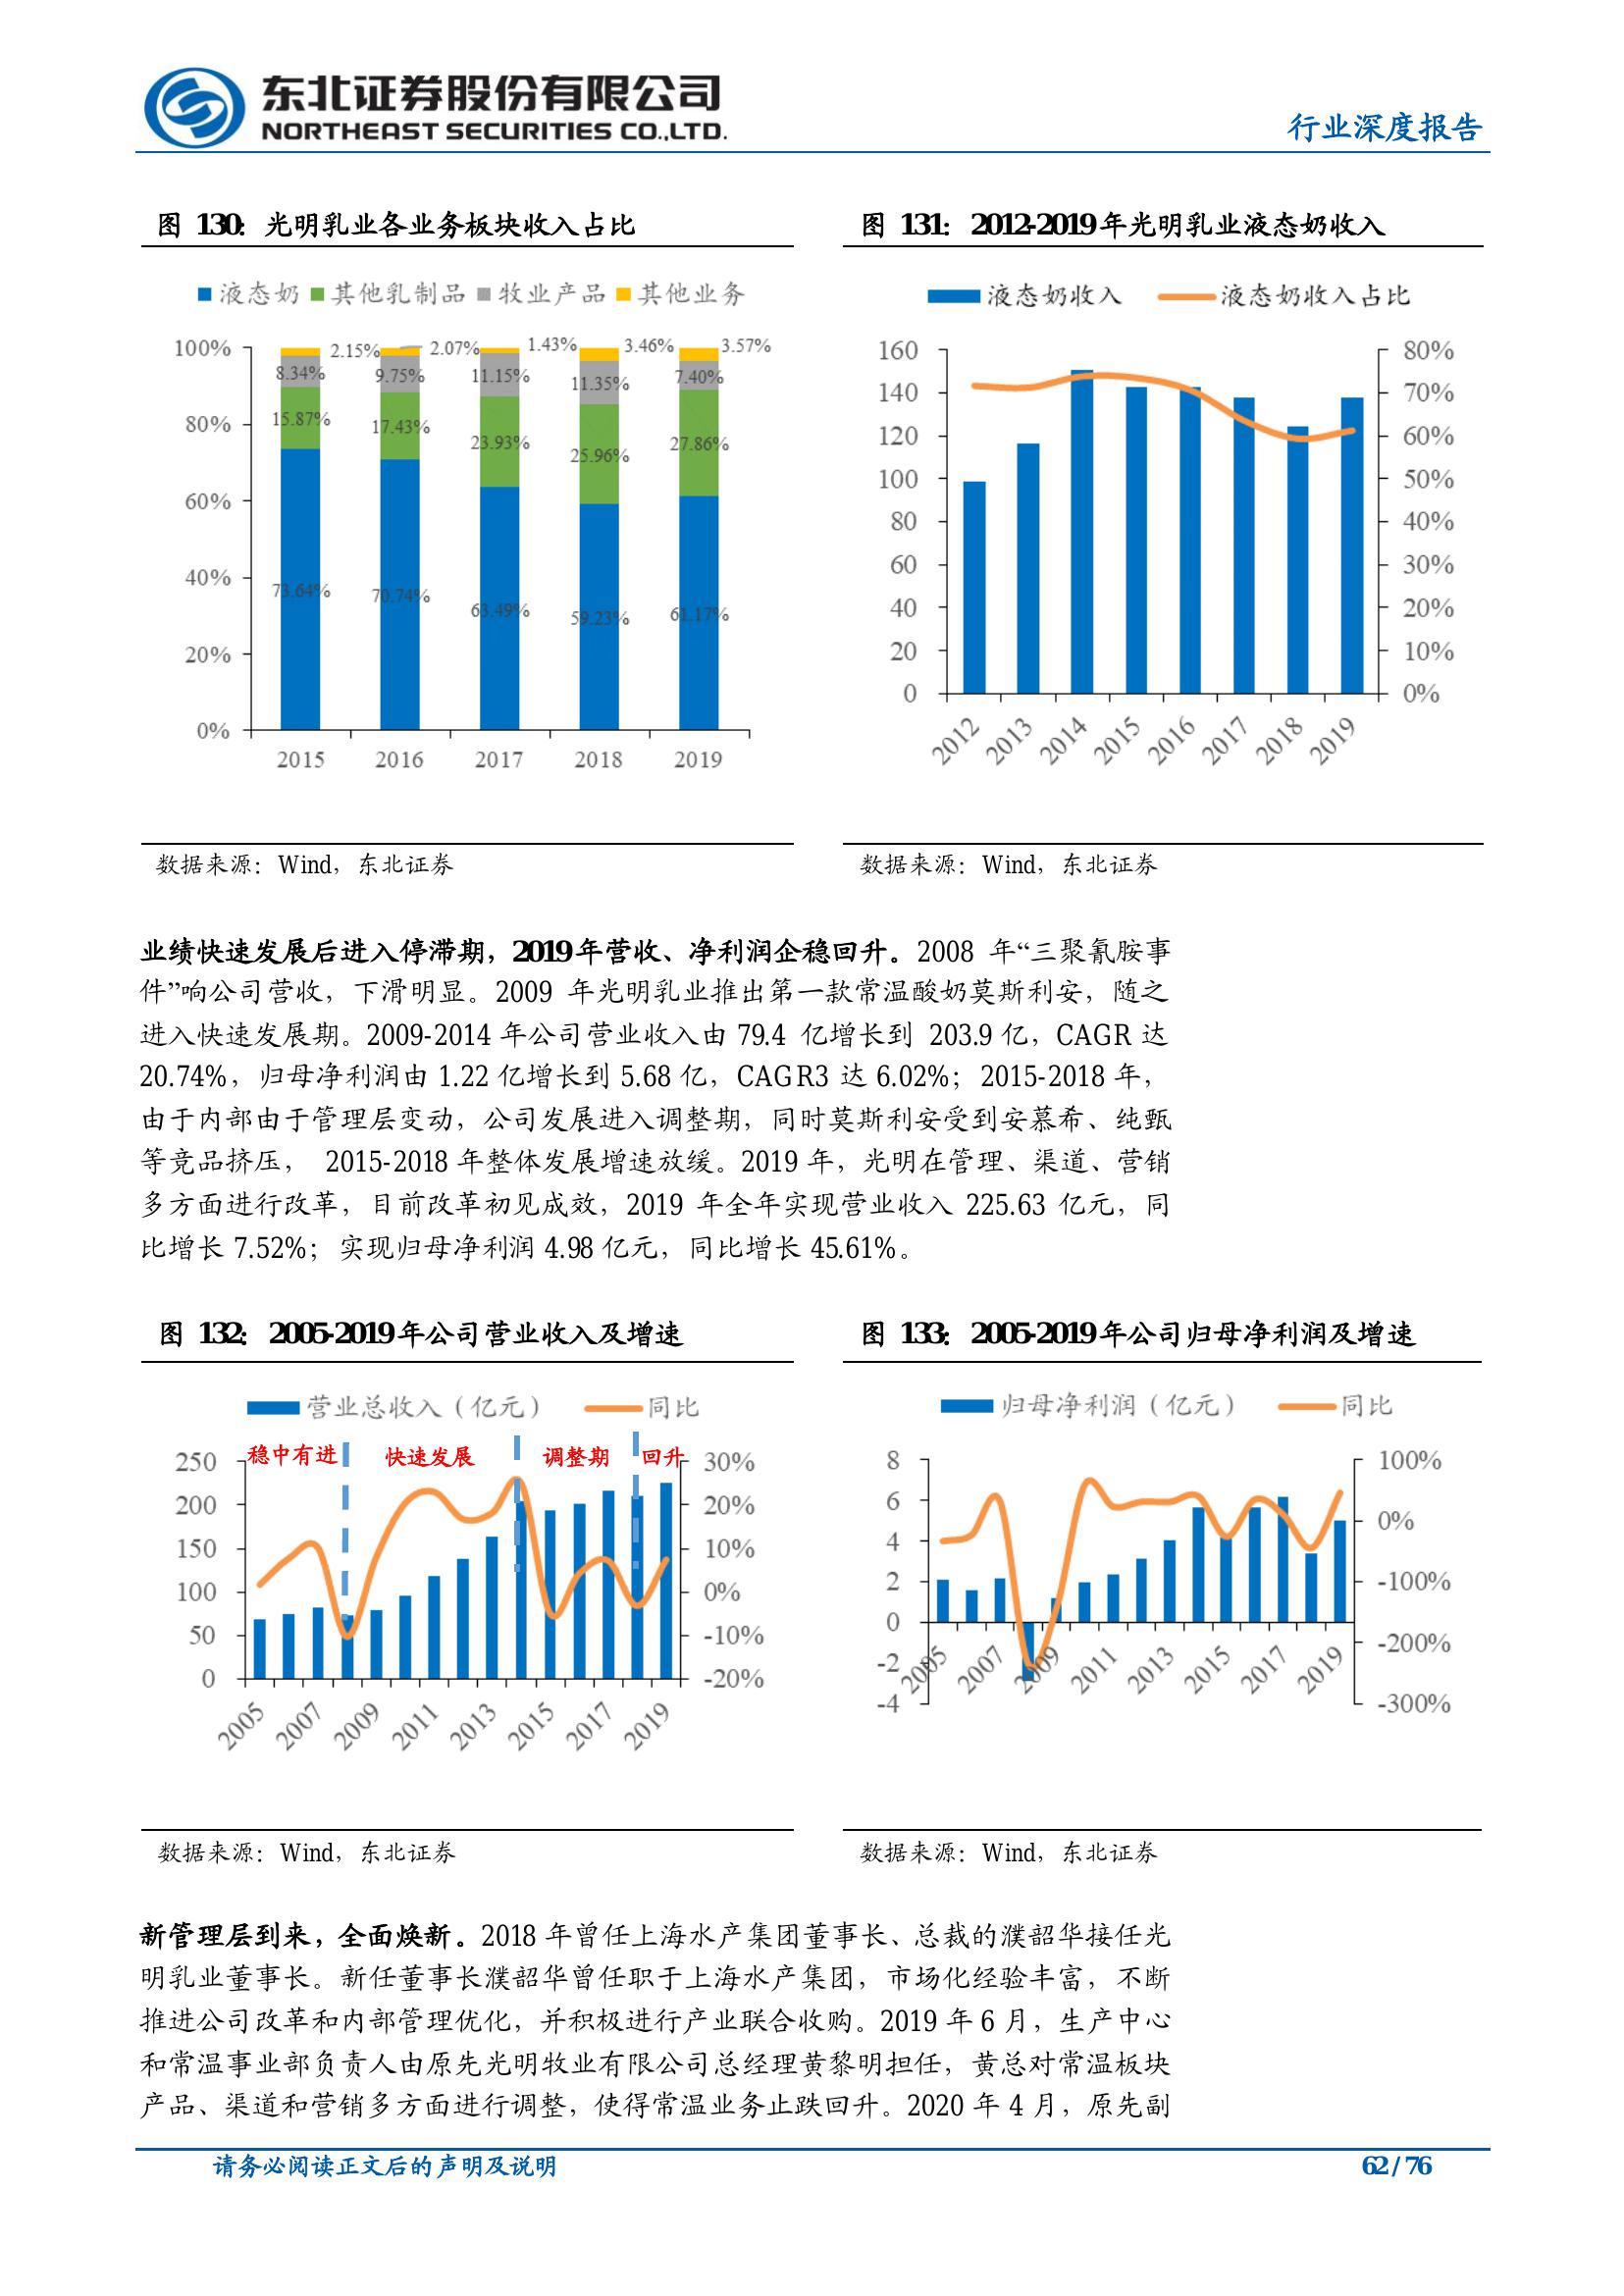 东北证券股份有限公司
NORTHEAST SECURITIES CO.,LTD.
行业深度报告
图 130：光明乳业各业务板块收入占比
液态奶 其他乳制品 牧业产品 其他业务
100%
80%
60%
40%
20%
0%
2.15% 2.07% 1.43% 3.46% 3.57%
8.34% 9.75% 11.15% 11.35% 7.40%
15.87% 17.43% 23.93% 25.96% 27.86%
73.64% 70.74% 63.49% 59.23% 61.17%
2015 2016 2017 2018 2019
数据来源：Wind，东北证券
图 131：2012-2019年光明乳业液态奶收入
液态奶收入 液态奶收入占比
160 80%
140 70%
120 60%
100 50%
80 40%
60 30%
40 20%
20 10%
0 0%
2012 2013 2014 2015 2016 2017 2018 2019
数据来源：Wind，东北证券
业绩快速发展后进入停滞期，2019年营收、净利润企稳回升。2008 年“三聚氰胺事
件”响公司营收，下滑明显。2009 年光明乳业推出第一款常温酸奶莫斯利安，随之
进入快速发展期。2009-2014 年公司营业收入由 79.4 亿增长到 203.9 亿，CAGR 达
20.74%，归母净利润由 1.22 亿增长到 5.68 亿，CAGR3 达 6.02%；2015-2018 年，
由于内部由于管理层变动，公司发展进入调整期，同时莫斯利安受到安慕希、纯甄
等竞品挤压， 2015-2018 年整体发展增速放缓。2019 年，光明在管理、渠道、营销
多方面进行改革，目前改革初见成效，2019 年全年实现营业收入 225.63 亿元，同
比增长 7.52%；实现归母净利润 4.98 亿元，同比增长 45.61%。
图 132：2005-2019年公司营业收入及增速
营业总收入（亿元） 同比
稳中有进 快速发展 调整期 回升
250 30%
200 20%
150 10%
100 0%
50 -10%
0 -20%
2005 2007 2009 2011 2013 2015 2017 2019
数据来源：Wind，东北证券
图 133：2005-2019年公司归母净利润及增速
归母净利润（亿元） 同比
8
6
4
2
0
-2
-4
100%
0%
-100%
-200%
-300%
2005 2007 2009 2011 2013 2015 2017 2019
数据来源：Wind，东北证券
新管理层到来，全面焕新。2018 年曾任上海水产集团董事长、总裁的濮韶华接任光
明乳业董事长。新任董事长濮韶华曾任职于上海水产集团，市场化经验丰富，不断
推进公司改革和内部管理优化，并积极进行产业联合收购。2019 年 6 月，生产中心
和常温事业部负责人由原先光明牧业有限公司总经理黄黎明担任，黄总对常温板块
产品、渠道和营销多方面进行调整，使得常温业务止跌回升。2020 年 4 月，原先副
请务必阅读正文后的声明及说明
62 / 76